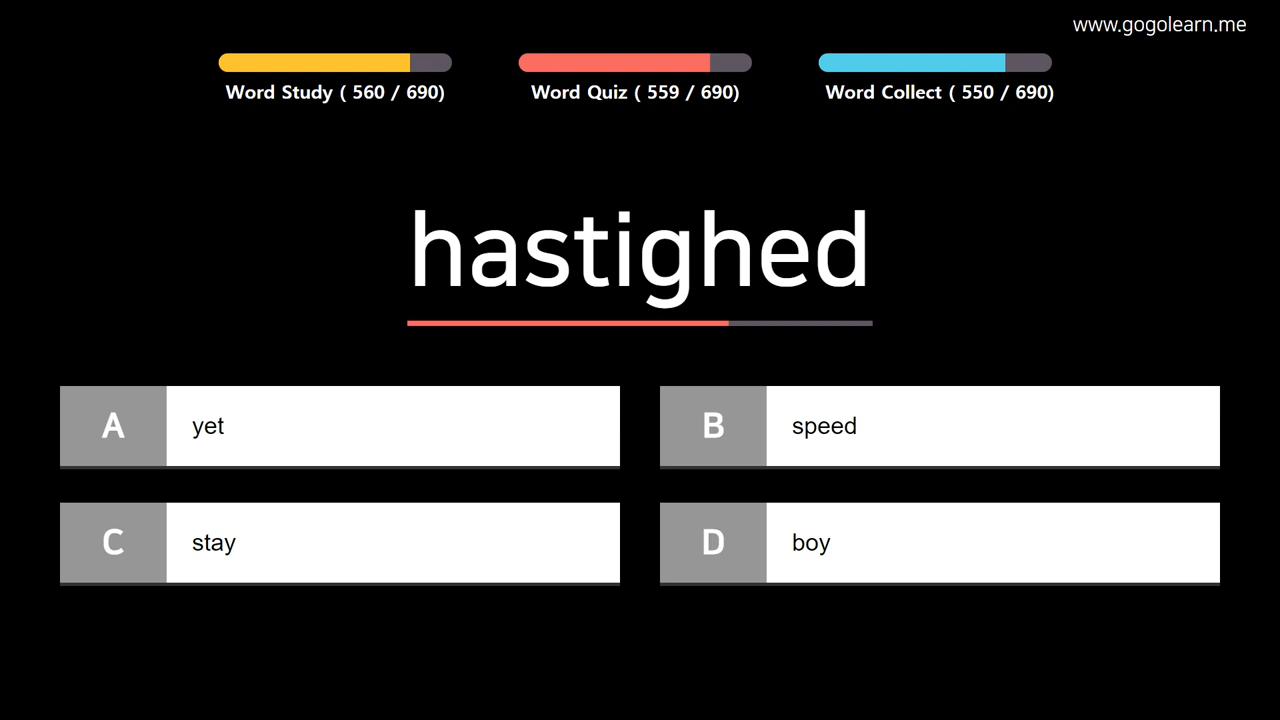 www.gogolearn.me
Word Study ( 560 / 690)
Word Quiz ( 559 / 690)
Word Collect ( 550 / 690)
hastighed
A yet
B speed
C stay
D boy